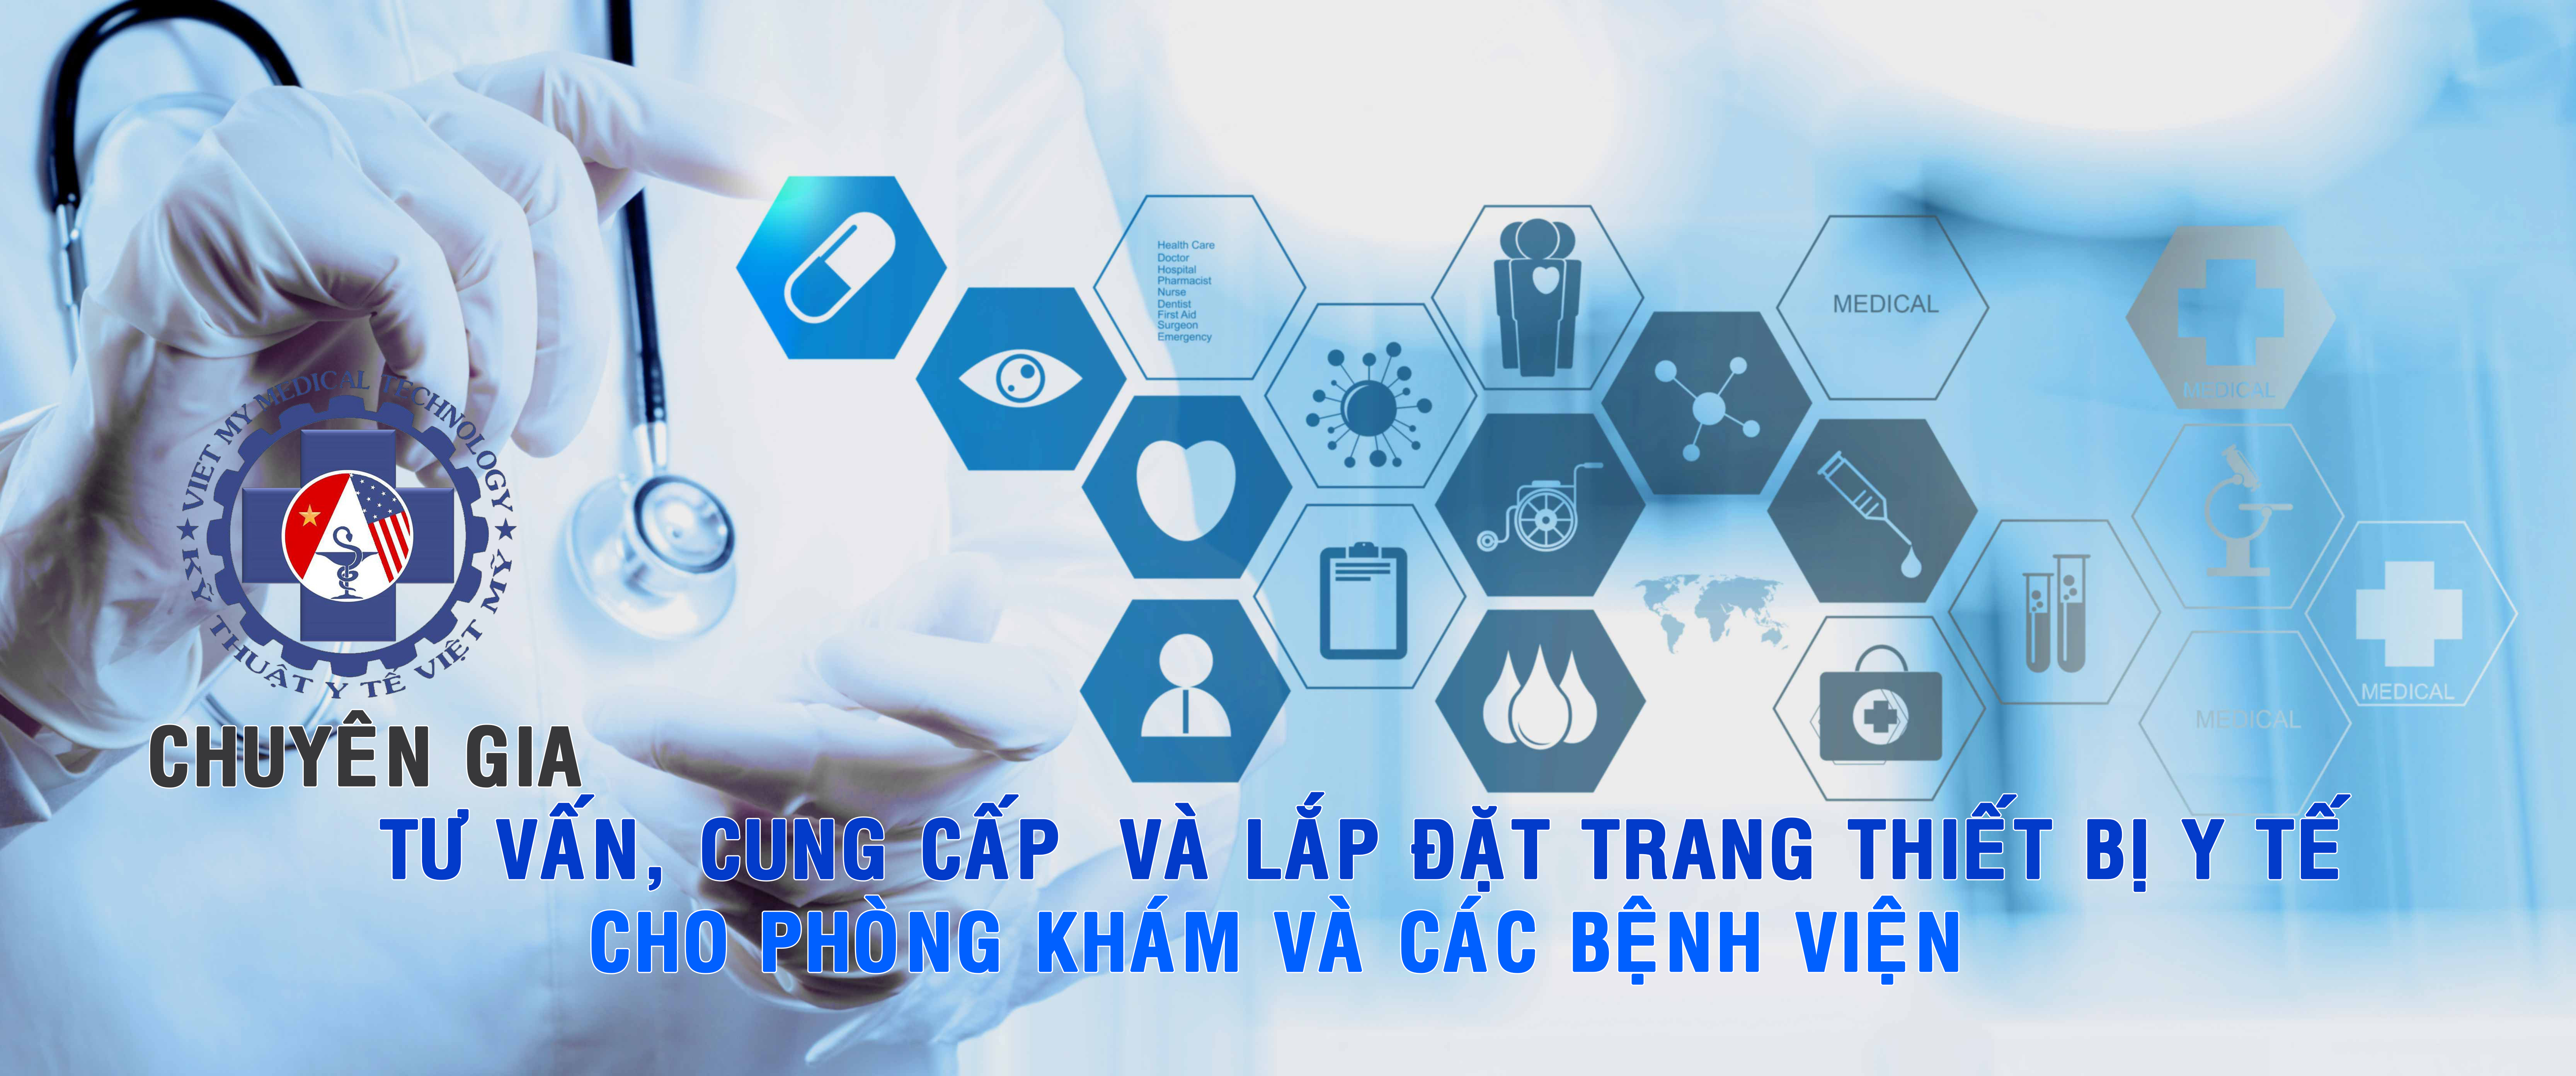 Health Care
Doctor
Hospital
Pharmacist
Nurse
Dentist
First Aid
Surgeon
Emergency
MEDICAL
MEDICAL
VIET MY MEDICAL TECHNOLOGY
KỸ THUẬT Y TẾ VIỆT MỸ
MEDICAL
MEDICAL
CHUYÊN GIA
TƯ VẤN, CUNG CẤP VÀ LẮP ĐẶT TRANG THIẾT BỊ Y TẾ
CHO PHÒNG KHÁM VÀ CÁC BỆNH VIỆN